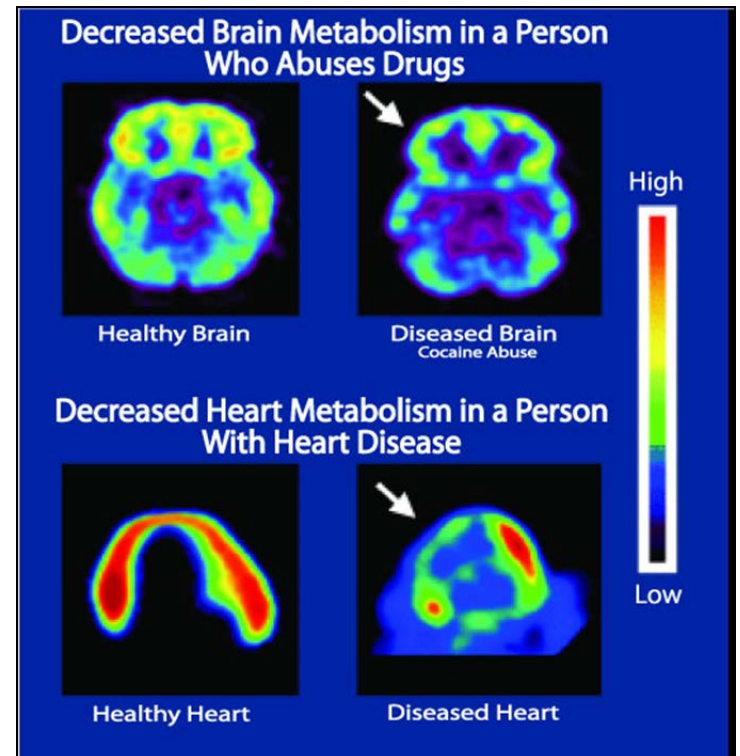 Decreased Brain Metabolism in a Person
Who Abuses Drugs
Healthy Brain
Diseased Brain
Cocaine Abuse
High
Low
Decreased Heart Metabolism in a Person
With Heart Disease
Healthy Heart
Diseased Heart